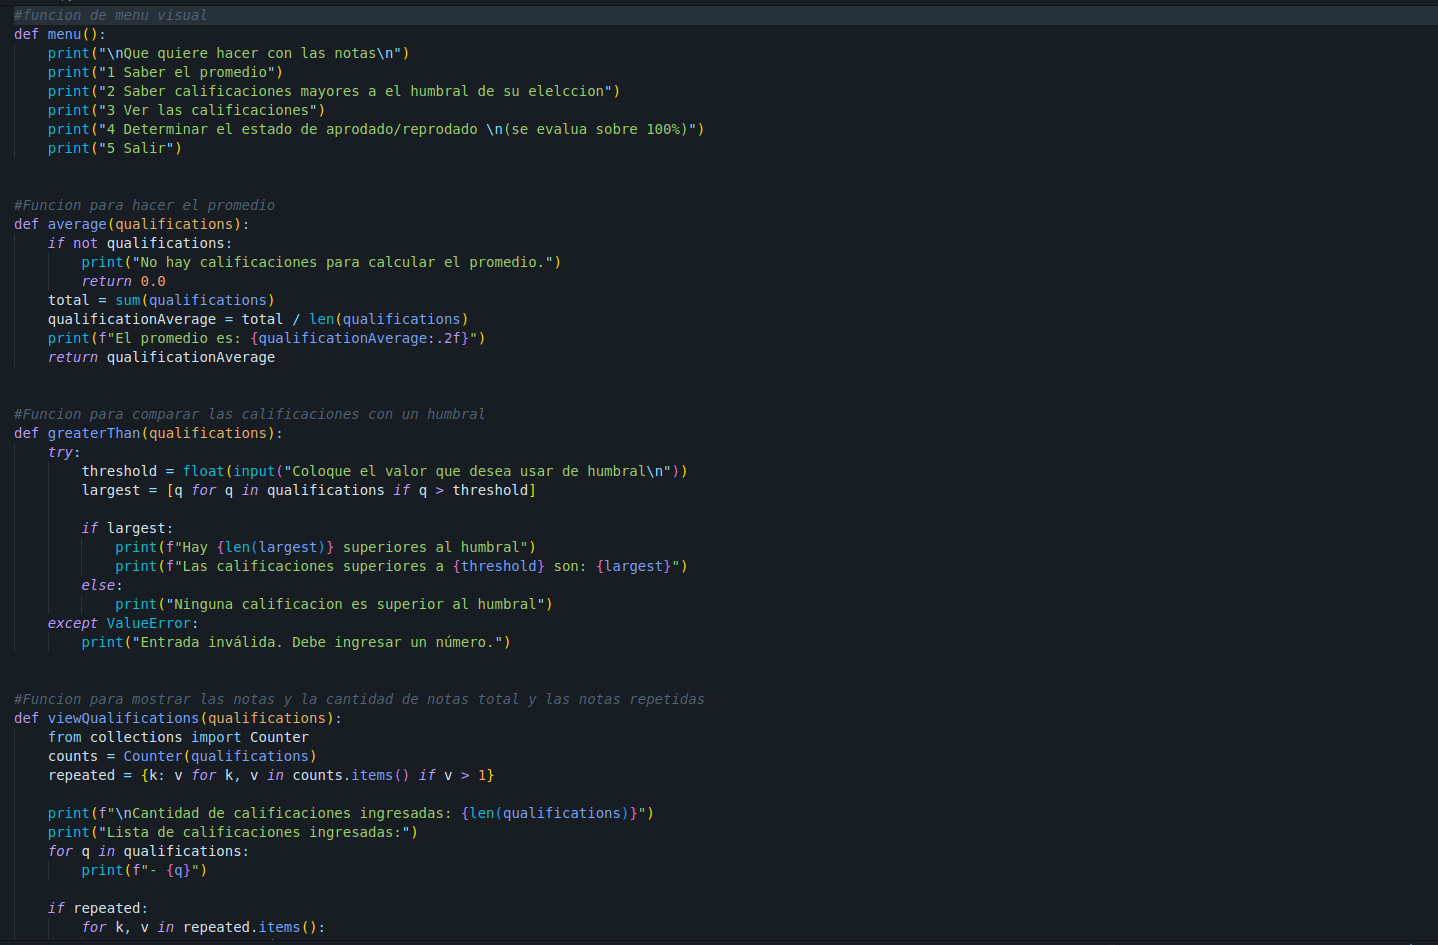 #funcion de menu visual
def menu():
    print("\nQue quiere hacer con las notas\n")
    print("1 Saber el promedio")
    print("2 Saber calificaciones mayores a el humbral de su elelccion")
    print("3 Ver las calificaciones")
    print("4 Determinar el estado de aprodado/reprodado \n(se evalua sobre 100%)")
    print("5 Salir")
#Funcion para hacer el promedio
def average(qualifications):
    if not qualifications:
        print("No hay calificaciones para calcular el promedio.")
        return 0.0
    total = sum(qualifications)
    qualificationAverage = total / len(qualifications)
    print(f"El promedio es: {qualificationAverage:.2f}")
    return qualificationAverage
#Funcion para comparar las calificaciones con un humbral
def greaterThan(qualifications):
    try:
        threshold = float(input("Coloque el valor que desea usar de humbral\n"))
        largest = [q for q in qualifications if q > threshold]
        if largest:
            print(f"Hay {len(largest)} superiores al humbral")
            print(f"Las calificaciones superiores a {threshold} son: {largest}")
        else:
            print("Ninguna calificacion es superior al humbral")
    except ValueError:
        print("Entrada inválida. Debe ingresar un número.")
#Funcion para mostrar las notas y la cantidad de notas total y las notas repetidas
def viewQualifications(qualifications):
    from collections import Counter
    counts = Counter(qualifications)
    repeated = {k: v for k, v in counts.items() if v > 1}
    print(f"\nCantidad de calificaciones ingresadas: {len(qualifications)}")
    print("Lista de calificaciones ingresadas:")
    for q in qualifications:
        print(f"- {q}")
    if repeated:
        for k, v in repeated.items():